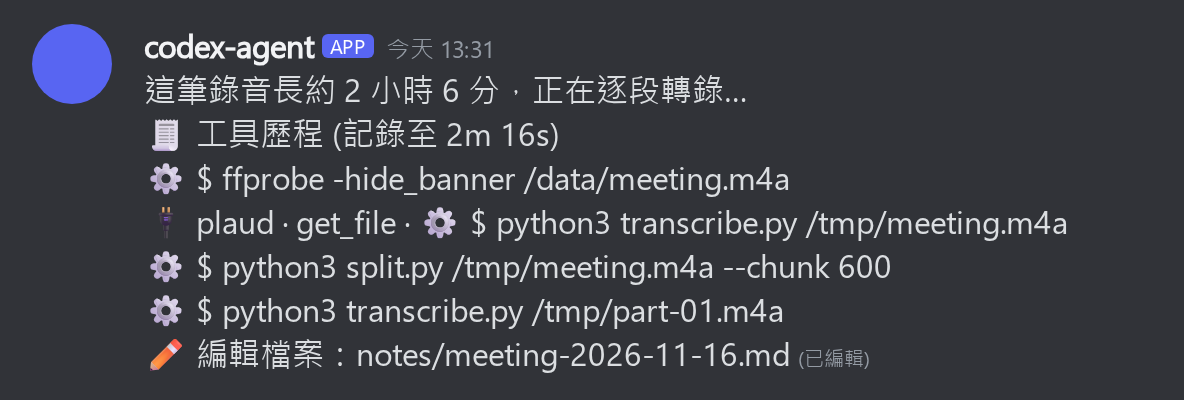 codex-agent APP 今天 13:31
這筆錄音長約 2 小時 6 分，正在逐段轉錄...
🧾 工具歷程 (記錄至 2m 16s)
⚙️ $ ffprobe -hide_banner /data/meeting.m4a
🔌 plaud · get_file · ⚙️ $ python3 transcribe.py /tmp/meeting.m4a
⚙️ $ python3 split.py /tmp/meeting.m4a --chunk 600
⚙️ $ python3 transcribe.py /tmp/part-01.m4a
✏️ 編輯檔案：notes/meeting-2026-11-16.md (已編輯)